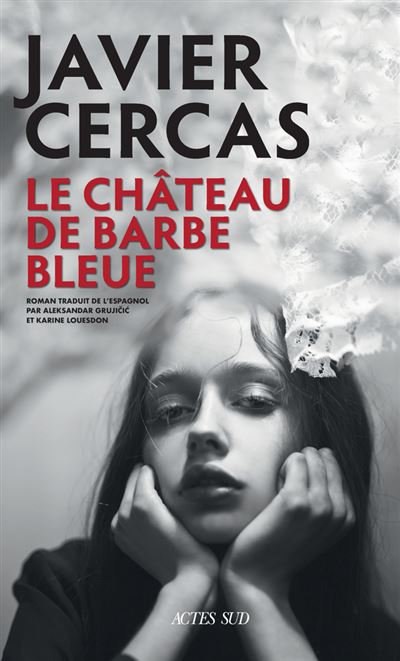 JAVIER
CERCAS
LE CHÂTEAU
DE BARBE
BLEUE
ROMAN TRADUIT DE L'ESPAGNOL
PAR ALEKSANDAR GRUJIČIĆ
ET KARINE LOUESDON
ACTES SUD